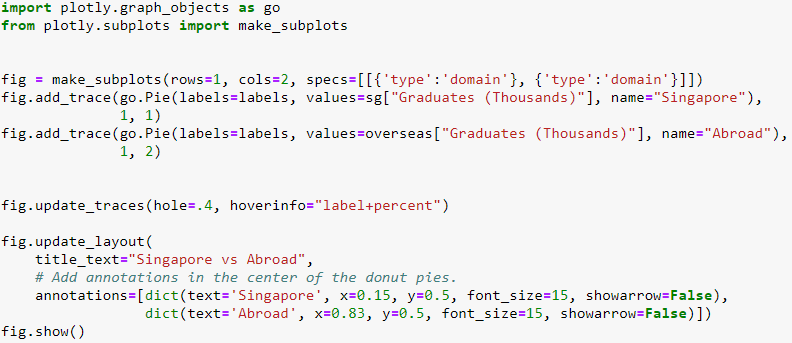 import plotly.graph_objects as go
from plotly.subplots import make_subplots
fig = make_subplots(rows=1, cols=2, specs=[[{'type':'domain'}, {'type':'domain'}]])
fig.add_trace(go.Pie(labels=labels, values=sg["Graduates (Thousands)"], name="Singapore"),
              1, 1)
fig.add_trace(go.Pie(labels=labels, values=overseas["Graduates (Thousands)"], name="Abroad"),
              1, 2)
fig.update_traces(hole=.4, hoverinfo="label+percent")
fig.update_layout(
    title_text="Singapore vs Abroad",
    # Add annotations in the center of the donut pies.
    annotations=[dict(text='Singapore', x=0.15, y=0.5, font_size=15, showarrow=False),
                 dict(text='Abroad', x=0.83, y=0.5, font_size=15, showarrow=False)])
fig.show()